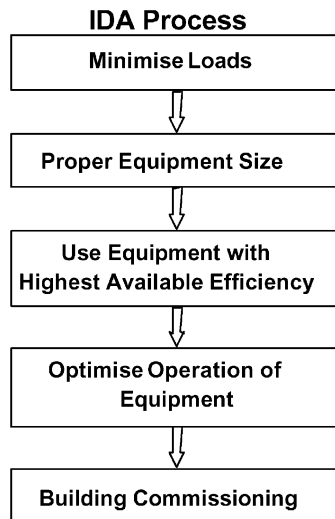 IDA Process
Minimise Loads
Proper Equipment Size
Use Equipment with
Highest Available Efficiency
Optimise Operation of
Equipment
Building Commissioning